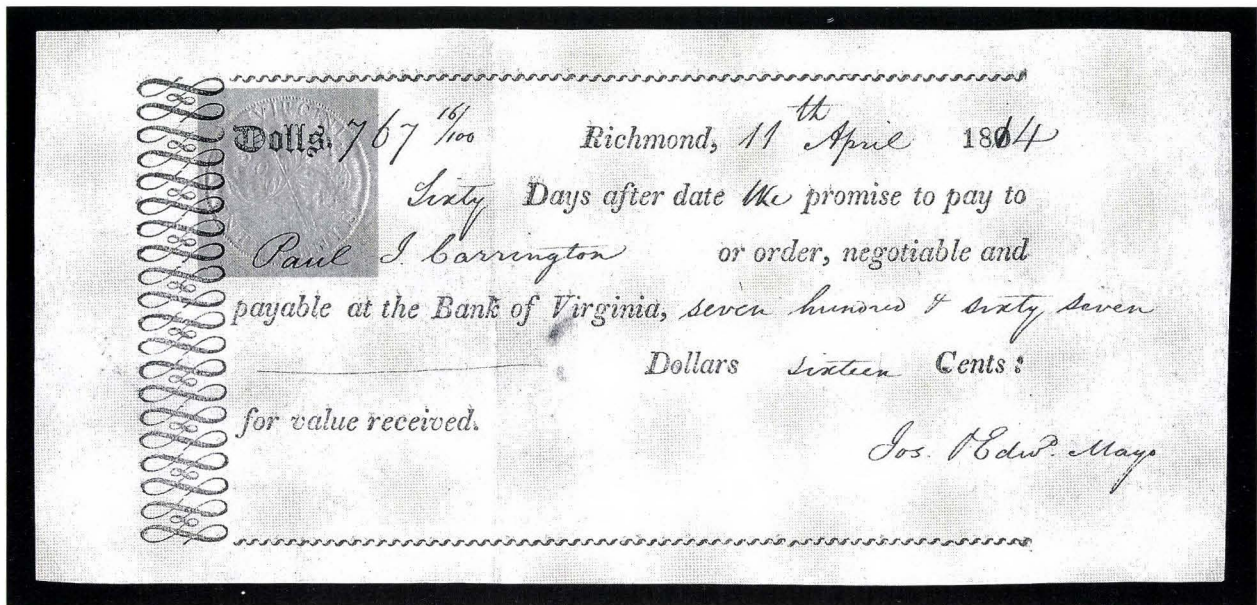 Dolls. 767 16/100 Richmond, 11th April 1814
Sixty Days after date We promise to pay to
Paul I Carrington or order, negotiable and
payable at the Bank of Virginia, seven hundred & sixty seven
Dollars sixteen Cents:
for value received.
Jos. & Edwd. Mayo